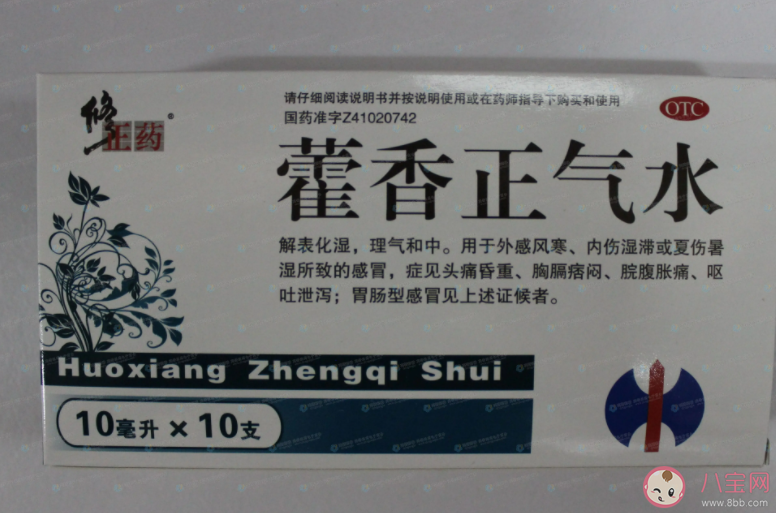 请仔细阅读说明书并按说明使用或在药师指导下购买和使用
OTC
国药准字Z41020742
修正药
藿香正气水
解表化湿，理气和中。用于外感风寒、内伤湿滞或夏伤暑
湿所致的感冒，症见头痛昏重、胸膈痞闷、脘腹胀痛、呕
吐泄泻；胃肠型感冒见上述证候者。
Huoxiang Zhengqi Shui
10毫升 × 10支
八宝网
www.8bb.com